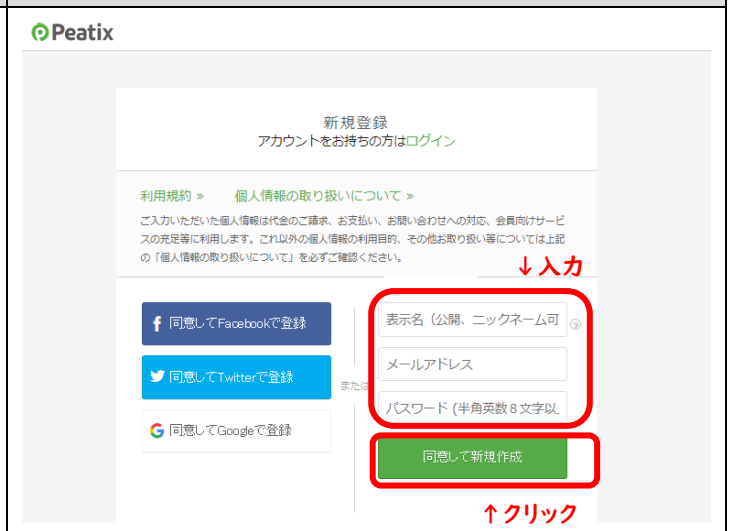 Peatix
新規登録
アカウントをお持ちの方はログイン
利用規約 » 個人情報の取り扱いについて »
ご入力いただいた個人情報は代金のご請求、お支払い、お問い合わせへの対応、会員向けサービ
スの充足等に利用します。これ以外の個人情報の利用目的、その他お取り扱い等については上記
の「個人情報の取り扱いについて」を必ずご確認ください。
↓入力
f 同意してFacebookで登録
同意してTwitterで登録
G 同意してGoogleで登録
または
表示名（公開、ニックネーム可
?
メールアドレス
パスワード (半角英数8文字以
同意して新規作成
↑クリック